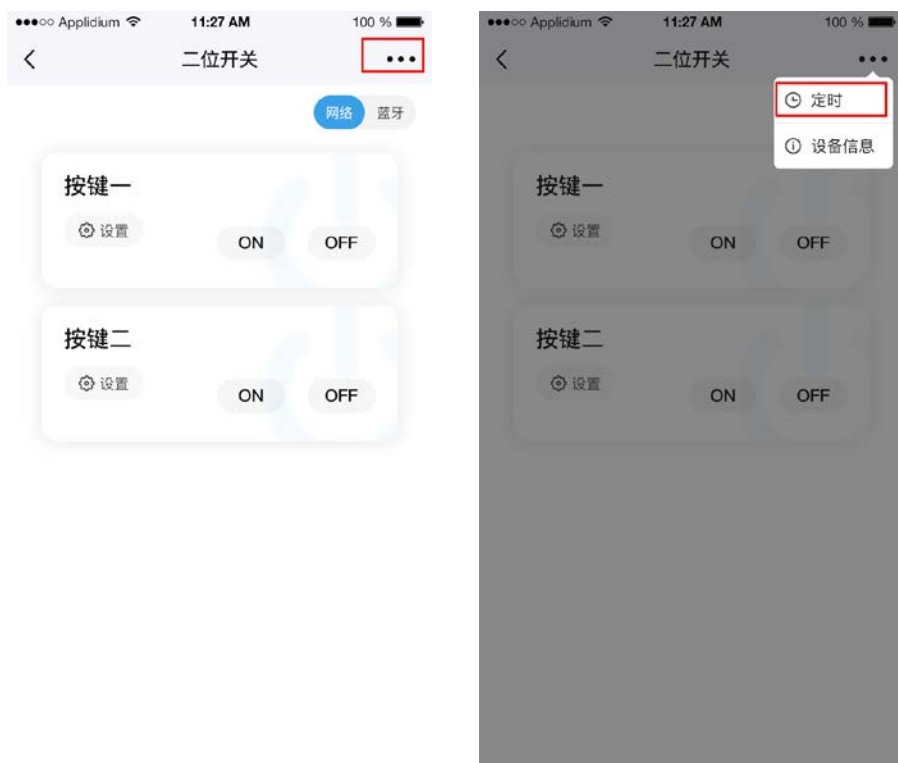 ●●●○○ Applidium 11:27 AM 100 %
二位开关
网络 蓝牙
按键一
设置
ON OFF
按键二
设置
ON OFF
●●●○○ Applidium 11:27 AM 100 %
二位开关
定时
设备信息
按键一
设置
ON OFF
按键二
设置
ON OFF